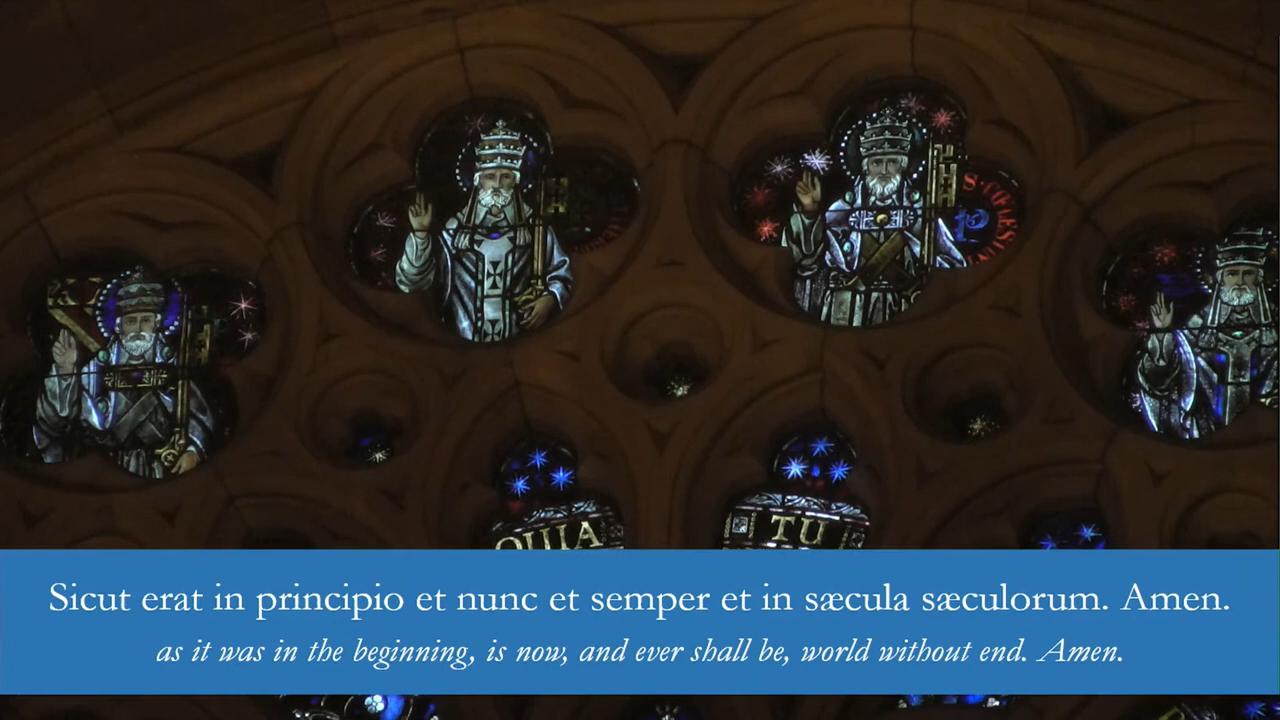 QUIA
TU
Sicut erat in principio et nunc et semper et in sæcula sæculorum. Amen.
as it was in the beginning, is now, and ever shall be, world without end. Amen.